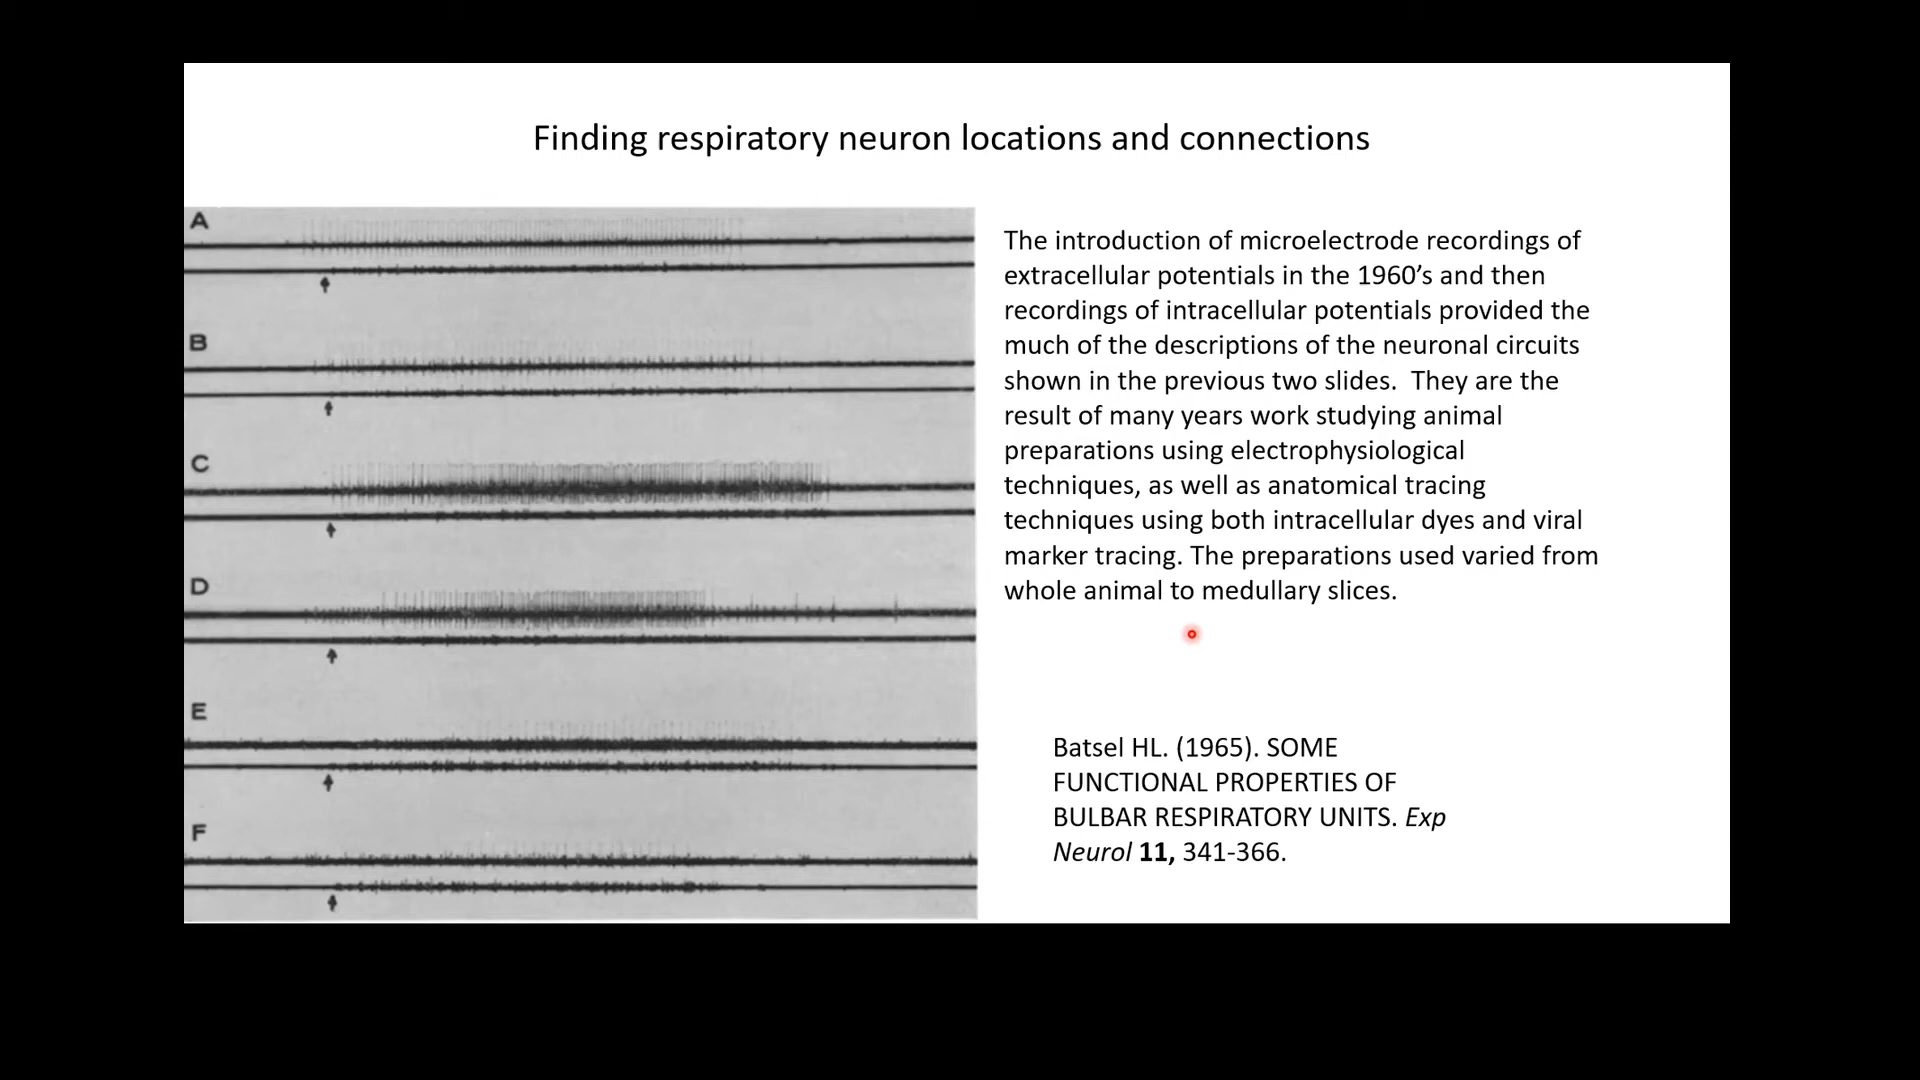 Finding respiratory neuron locations and connections
A
B
C
D
E
F
The introduction of microelectrode recordings of
extracellular potentials in the 1960’s and then
recordings of intracellular potentials provided the
much of the descriptions of the neuronal circuits
shown in the previous two slides.  They are the
result of many years work studying animal
preparations using electrophysiological
techniques, as well as anatomical tracing
techniques using both intracellular dyes and viral
marker tracing. The preparations used varied from
whole animal to medullary slices.
Batsel HL. (1965). SOME
FUNCTIONAL PROPERTIES OF
BULBAR RESPIRATORY UNITS. Exp
Neurol 11, 341-366.